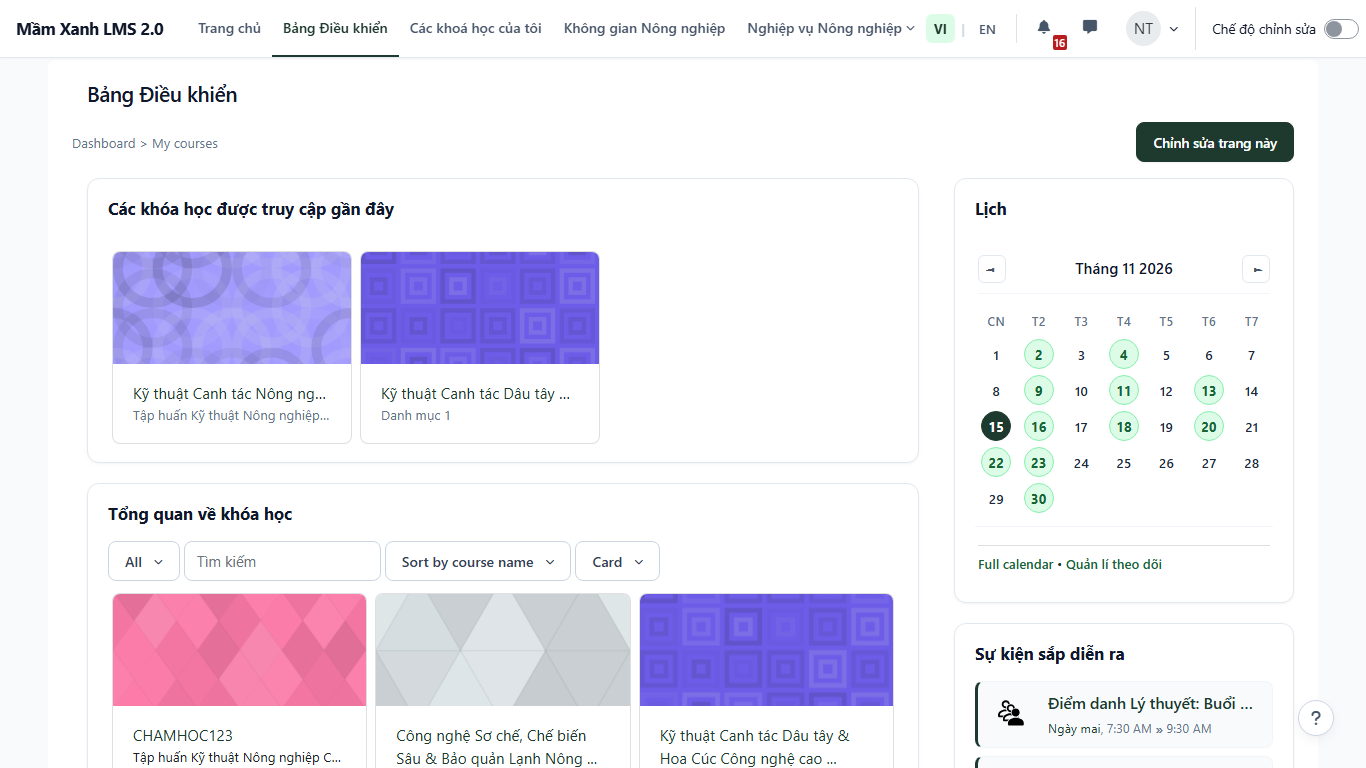 Mầm Xanh LMS 2.0
Trang chủ
Bảng Điều khiển
Các khoá học của tôi
Không gian Nông nghiệp
Nghiệp vụ Nông nghiệp
VI | EN
16
NT
Chế độ chỉnh sửa
Bảng Điều khiển
Dashboard > My courses
Chỉnh sửa trang này
Các khóa học được truy cập gần đây
Kỹ thuật Canh tác Nông ng...
Tập huấn Kỹ thuật Nông nghiệp...
Kỹ thuật Canh tác Dâu tây ...
Danh mục 1
Tổng quan về khóa học
All
Tìm kiếm
Sort by course name
Card
CHAMHOC123
Tập huấn Kỹ thuật Nông nghiệp C...
Công nghệ Sơ chế, Chế biến
Sâu & Bảo quản Lạnh Nông ...
Kỹ thuật Canh tác Dâu tây &
Hoa Cúc Công nghệ cao ...
Lịch
◄
Tháng 11 2026
►
CN T2 T3 T4 T5 T6 T7
1 2 3 4 5 6 7
8 9 10 11 12 13 14
15 16 17 18 19 20 21
22 23 24 25 26 27 28
29 30
Full calendar • Quản lí theo dõi
Sự kiện sắp diễn ra
Điểm danh Lý thuyết: Buổi ...
Ngày mai, 7:30 AM » 9:30 AM
?